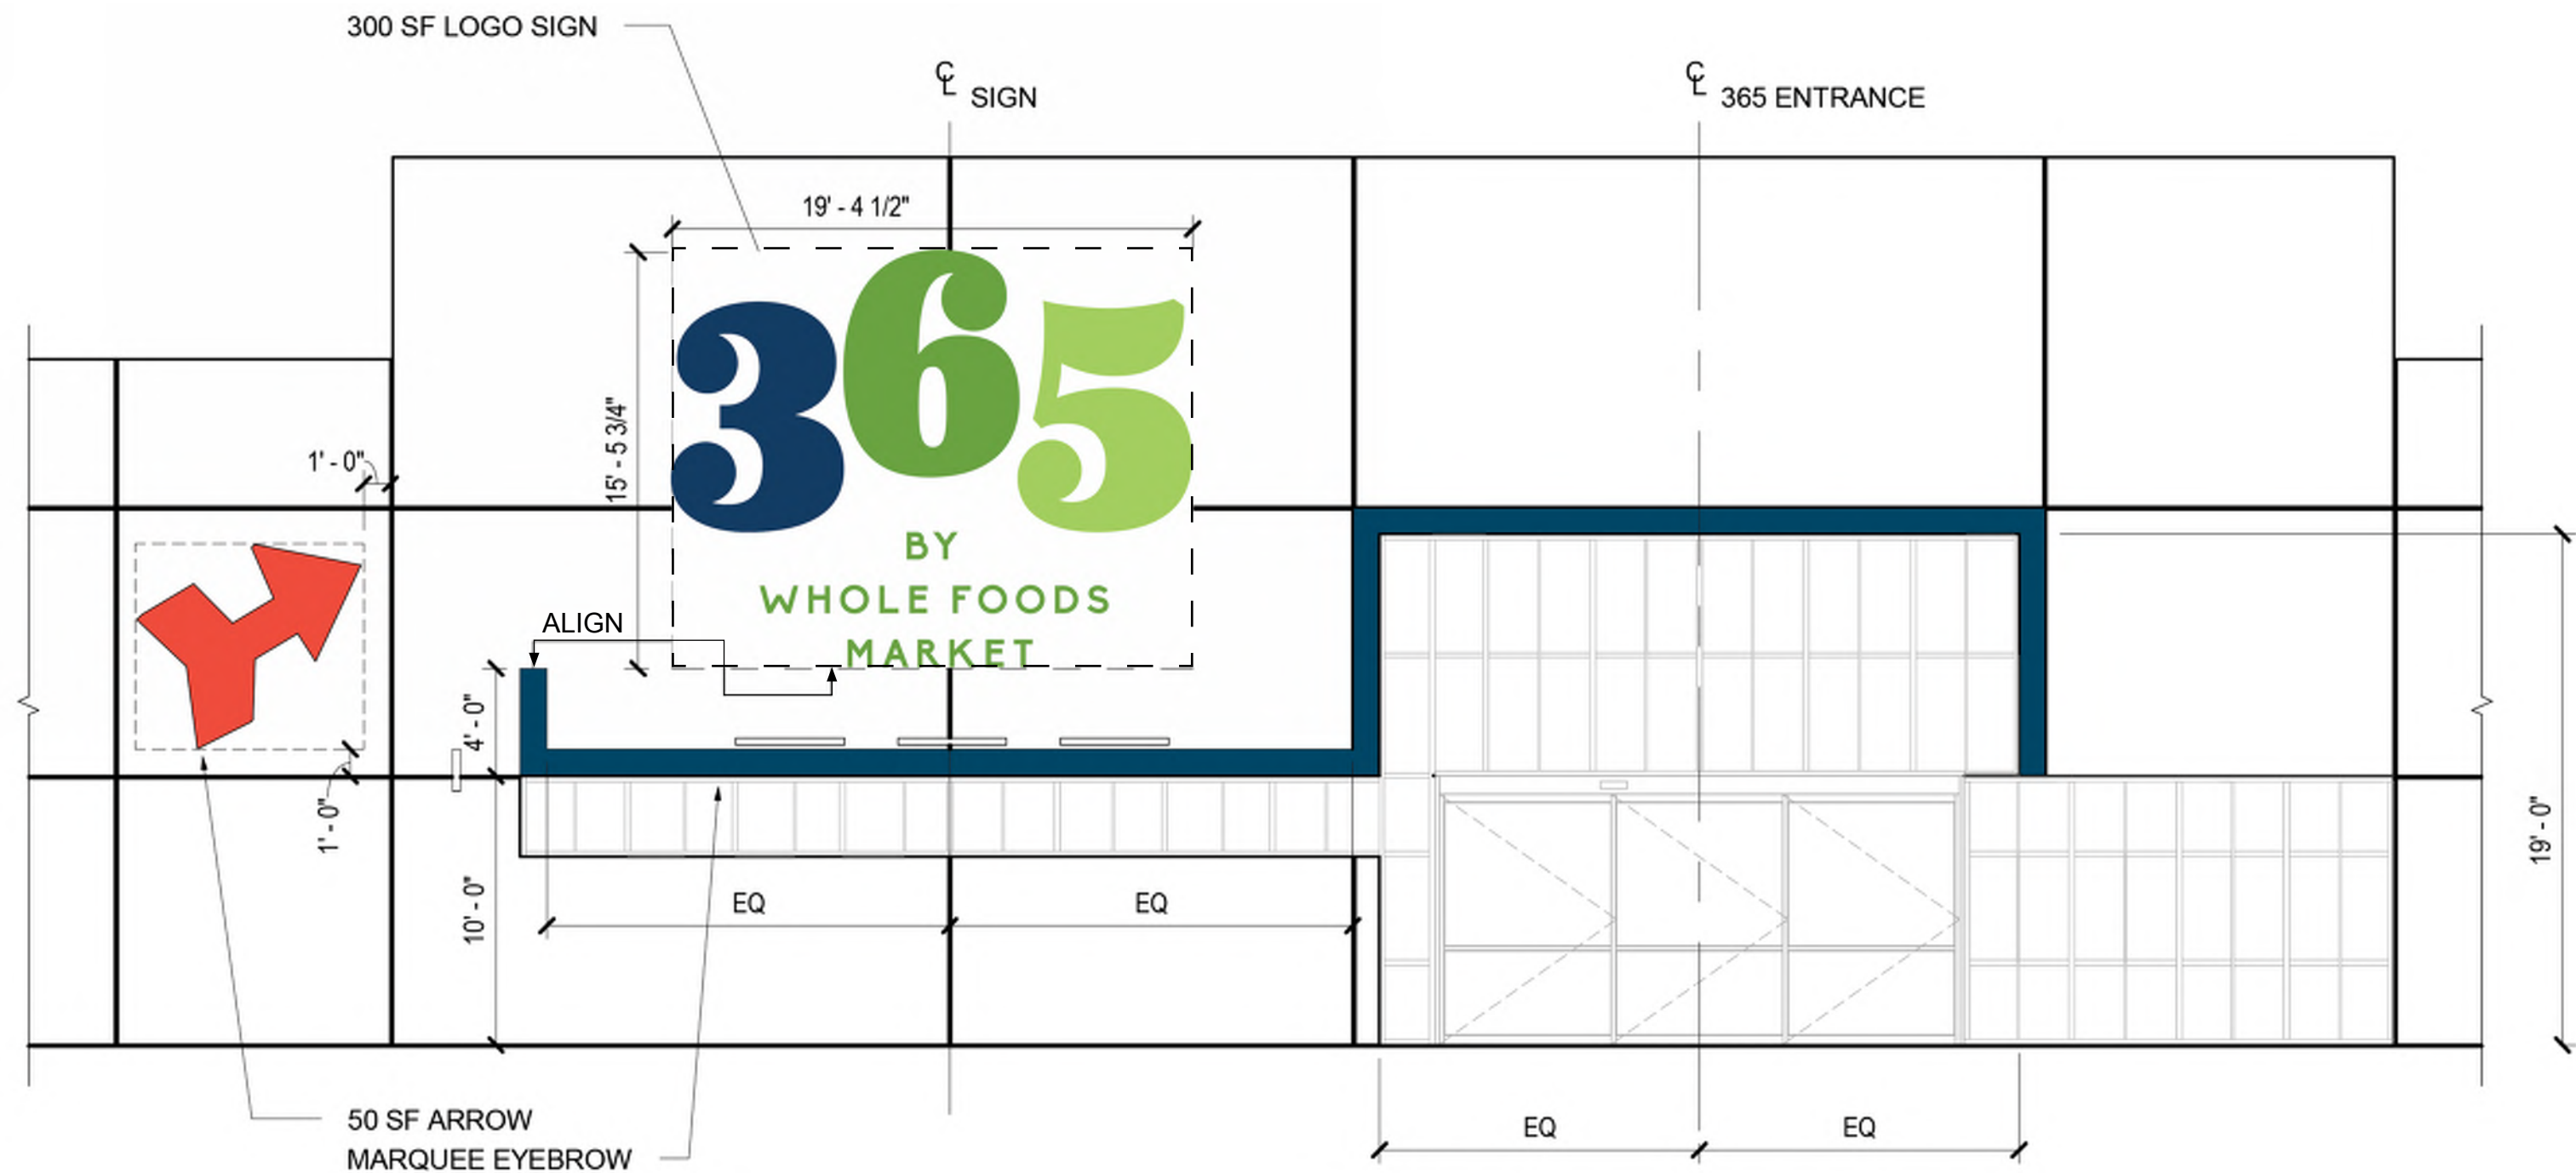 300 SF LOGO SIGN
℄ SIGN
℄ 365 ENTRANCE
19' - 4 1/2"
15' - 5 3/4"
365
BY
WHOLE FOODS
MARKET
1' - 0"
ALIGN
4' - 0"
1' - 0"
10' - 0"
EQ
EQ
19' - 0"
50 SF ARROW
MARQUEE EYEBROW
EQ
EQ